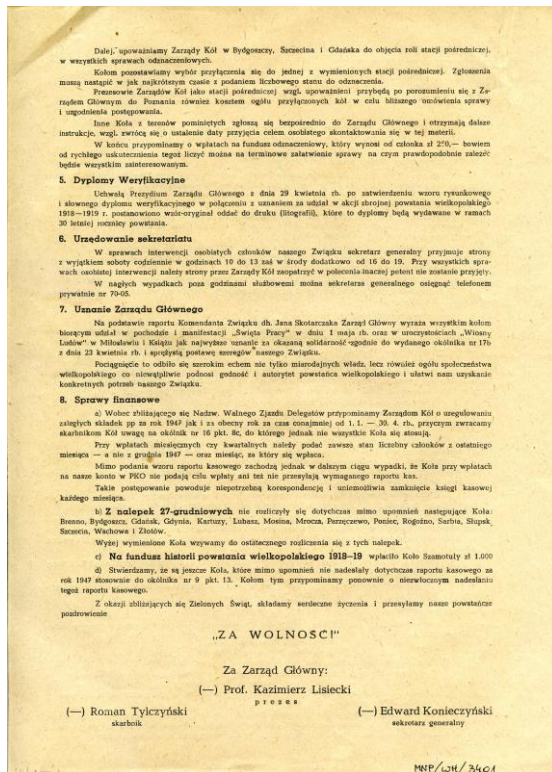 Dalej, upoważniamy Zarządy Kół w Bydgoszczy, Szczecina i Gdańska do objęcia roli stacji pośredniczej,
w wszystkich sprawach odznaczeniowych.
Kołom pozostawiamy wybór przyłączenia się do jednej z wymienionych stacji pośredniczej. Zgłoszenia
muszą nastąpić w jak najkrótszym czasie z podaniem liczbowego stanu do odznaczenia.
Prezesowie Zarządów Kół jako stacji pośredniczej wzgl. upoważnieni przybędą po porozumieniu się z Za-
rządem Głównym do Poznania również kosztem ogółu przyłączonych kół w celu bliższego omówienia sprawy
i uzgodnienia postępowania.
Inne Koła z terenów pominiętych zgłoszą się bezpośrednio do Zarządu Głównego i otrzymają dalsze
instrukcje, wzgl. zwrócą się o ustalenie daty przyjęcia celem osobistego skontaktowania się w tej materii.
W końcu przypominamy o wpłatach na fundusz odznaczeniowy, który wynosi od członka zł 250,— bowiem
od rychłego uskutecznienia tegoż liczyć można na terminowe załatwienie sprawy na czym prawdopodobnie zależeć
będzie wszystkim zainteresowanym.
5. Dyplomy Weryfikacyjne
Uchwałą Prezydium Zarządu Głównego z dnia 29 kwietnia rb. po zatwierdzeniu wzoru rysunkowego
i słownego dyplomu weryfikacyjnego w połączeniu z uznaniem za udział w akcji zbrojnej powstania wielkopolskiego
1918—1919 r. postanowiono wzór-oryginał oddać do druku (litografii), które to dyplomy będą wydawane w ramach
30 letniej rocznicy powstania.
6. Urzędowanie sekretariatu
W sprawach interwencji osobistych członków naszego Związku sekretarz generalny przyjmuje strony
z wyjątkiem soboty codziennie w godzinach 10 do 13 zaś w środy dodatkowo od 16 do 19. Przy wszystkich spra-
wach osobistej interwencji należy strony przez Zarządy Kół zaopatrzyć w polecenia inaczej petent nie zostanie przyjęty.
W nagłych wypadkach poza godzinami służbowemi można sekretarza generalnego osięgnąć telefonem
prywatnie nr 70-05.
7. Uznanie Zarządu Głównego
Na podstawie raportu Komendanta Związku dh. Jana Skotarczaka Zarząd Główny wyraża wszystkim kołom
biorącym udział w pochodzie i manifestacji „Święta Pracy" w dniu 1 maja rb. oraz w uroczystościach „Wiosny
Ludów" w Miłosławiu i Książu jak najwyższe uznanie za okazaną solidarność zgodnie do wydanego okólnika nr 17b
z dnia 23 kwietnia rb. i sprężystą postawę szeregów naszego Związku.
Pociągnięcie to odbiło się szerokim echem nie tylko miarodajnych władz, lecz również ogółu społeczeństwa
wielkopolskiego co niewątpliwie podnosi godność i autorytet powstańca wielkopolskiego i ułatwi nam uzyskanie
konkretnych potrzeb naszego Związku.
8. Sprawy finansowe
a) Wobec zbliżającego się Nadzw. Walnego Zjazdu Delegatów przypominamy Zarządom Kół o uregulowaniu
zaległych składek pp za rok 1947 jak i za obecny rok za czas conajmniej od 1. 1. — 30. 4. rb., przyczym zwracamy
skarbnikom Kół uwagę na okólnik nr 16 pkt. 8c, do którego jednak nie wszystkie Koła się stosują.
Przy wpłatach miesięcznych czy kwartalnych należy podać zawsze stan liczebny członków z ostatniego
miesiąca — a nie z grudnia 1947 — oraz miesiąc, za który się wpłaca.
Mimo podania wzoru raportu kasowego zachodzą jednak w dalszym ciągu wypadki, że Koła przy wpłatach
na nasze konto w PKO nie podają celu wpłaty ani też nie przesyłają wymaganego raportu kas.
Takie postępowanie powoduje niepotrzebną korespondencję i uniemożliwia zamknięcie księgi kasowej
każdego miesiąca.
b) Z nalepek 27-grudniowych nie rozliczyły się dotychczas mimo upomnień następujące Koła:
Brenno, Bydgoszcz, Gdańsk, Gdynia, Kartuzy, Lubasz, Mosina, Mrocza, Parzęczewo, Poniec, Rogoźno, Sarbia, Słupsk,
Szczecin, Wschowa i Złotów.
Wyżej wymienione Koła wzywamy do ostatecznego rozliczenia się z tych nalepek.
c) Na fundusz historii powstania wielkopolskiego 1918-19 wpłaciło Koło Szamotuły zł 1.000
d) Stwierdzamy, że są jeszcze Koła, które mimo upomnień nie nadesłały dotychczas raportu kasowego za
rok 1947 stosownie do okólnika nr 9 pkt. 13. Kołom tym przypominamy ponownie o niezwłocznym nadesłaniu
tegoż raportu kasowego.
Z okazji zbliżających się Zielonych Świąt, składamy serdeczne życzenia i przesyłamy nasze powstańcze
pozdrowienie
„ZA WOLNOŚĆ!"
Za Zarząd Główny:
(—) Prof. Kazimierz Lisiecki
prezes
(—) Roman Tylczyński
skarbnik
(—) Edward Konieczyński
sekretarz generalny
MNP/WH/3401